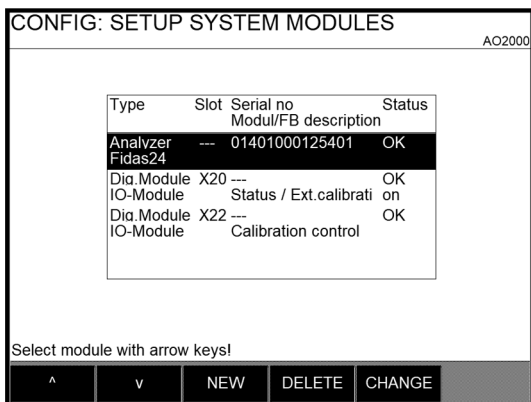 CONFIG: SETUP SYSTEM MODULES
AO2000
Type Slot Serial no Status
Modul/FB description
Analyzer --- 01401000125401 OK
Fidas24
Dig.Module X20 --- OK
IO-Module Status / Ext.calibrati on
Dig.Module X22 --- OK
IO-Module Calibration control
Select module with arrow keys!
^ v NEW DELETE CHANGE